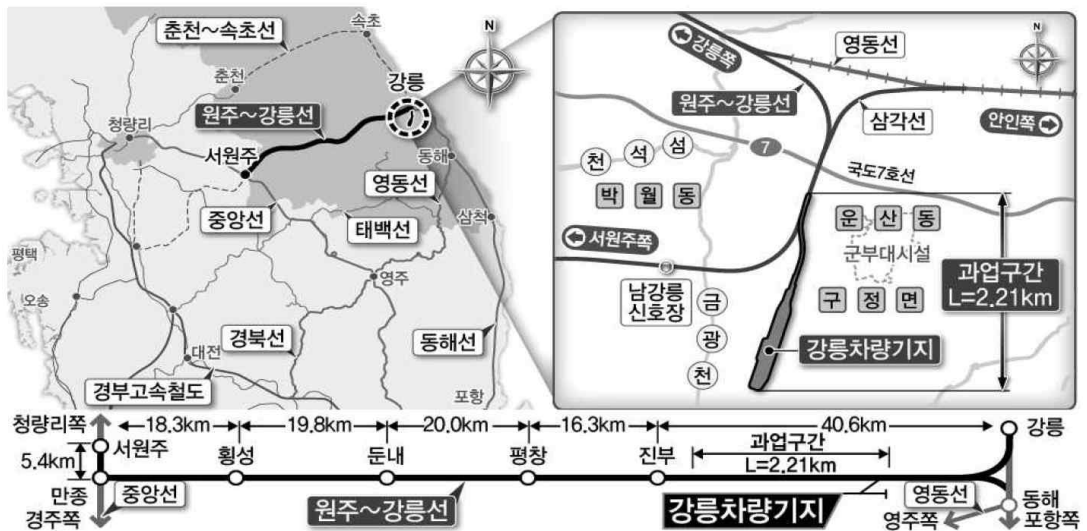 춘천~속초선
속초
N
춘천
강릉
원주~강릉선
청량리
서원주
동해
영동선
중앙선
태백선
삼척
평택
영주
오송
경북선
대전
동해선
경부고속철도
포항
영동선
N
강릉쪽
원주~강릉선
삼각선
안인쪽
섬
석
천
7
국도7호선
박 월 동
운 산 동
서원주쪽
군부대시설
과업구간
L=2.21km
남강릉
신호장
구 정 면
금
광
천
강릉차량기지
청량리쪽
18.3km
19.8km
20.0km
16.3km
40.6km
강릉
서원주
횡성
둔내
평창
진부
과업구간
L=2.21km
5.4km
만종
중앙선
경주쪽
원주~강릉선
강릉차량기지
영동선
영주쪽
동해
포항쪽